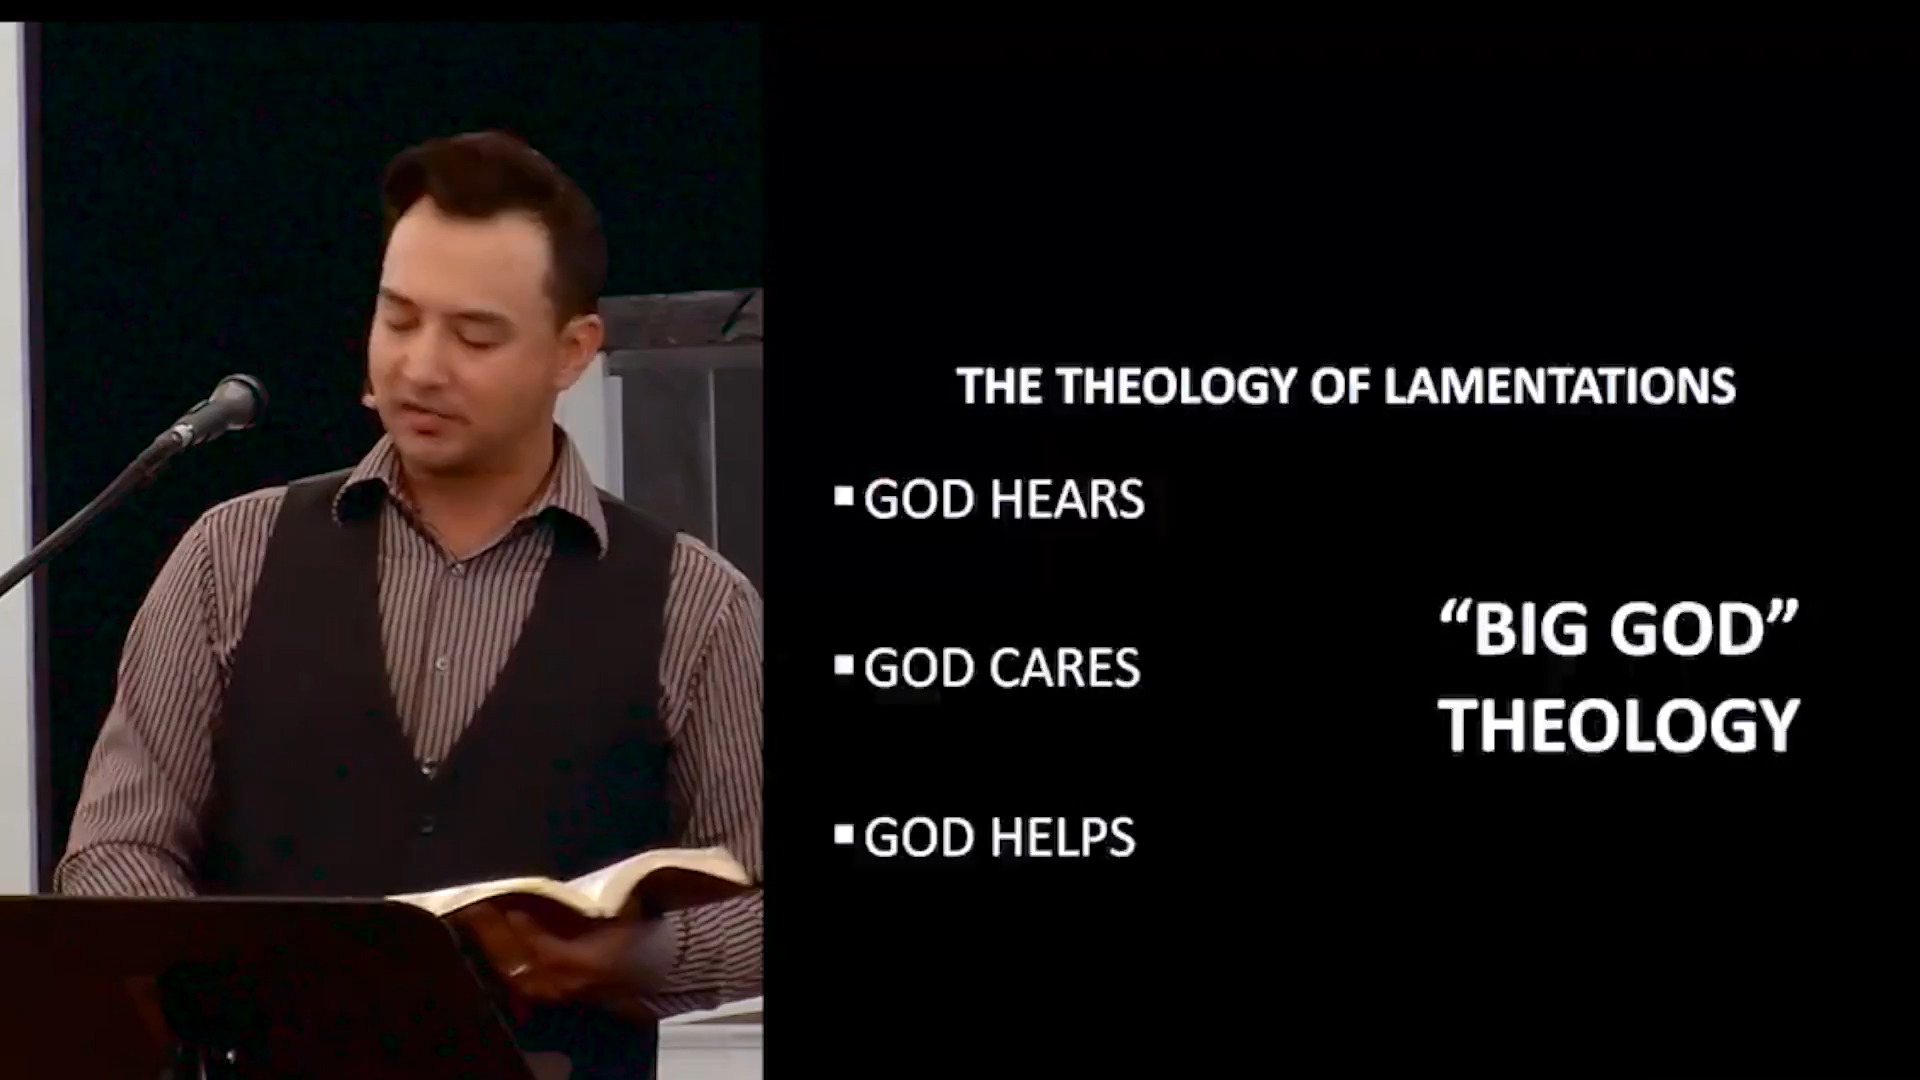 THE THEOLOGY OF LAMENTATIONS
▪GOD HEARS
▪GOD CARES
▪GOD HELPS
“BIG GOD”
THEOLOGY